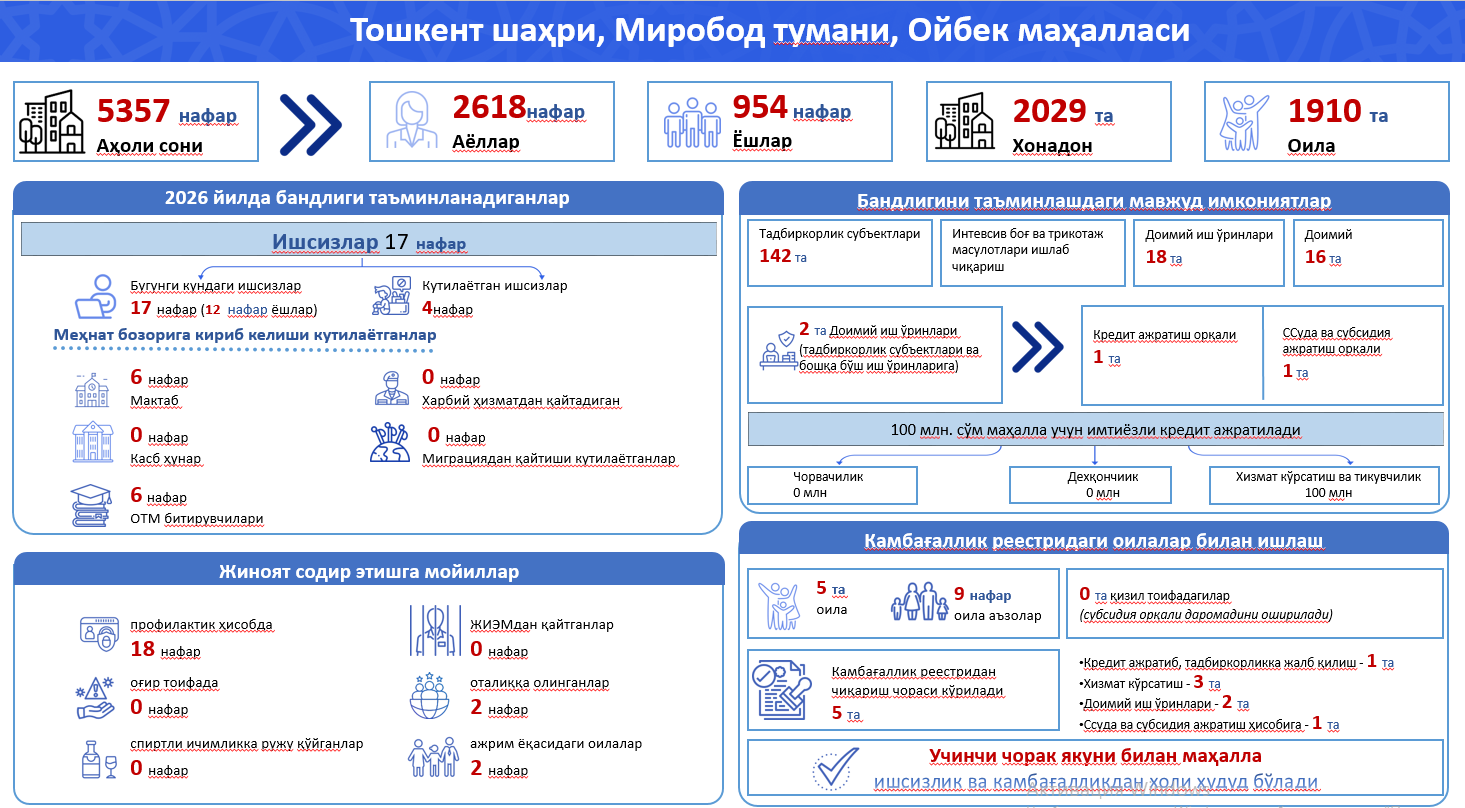 Тошкент шаҳри, Миробод тумани, Ойбек маҳалласи
5357 нафар
Аҳоли сони
2618нафар
Аёллар
954 нафар
Ёшлар
2029 та
Хонадон
1910 та
Оила
2026 йилда бандлиги таъминланадиганлар
Ишсизлар 17 нафар
Бугунги кундаги ишсизлар
17 нафар (12 нафар ёшлар)
Кутилаётган ишсизлар
4нафар
Меҳнат бозорига кириб келиши кутилаётганлар
6 нафар
Мактаб
0 нафар
Харбий ҳизматдан қайтадиган
0 нафар
Касб ҳунар
0 нафар
Миграциядан қайтиши кутилаётганлар
6 нафар
ОТМ битирувчилари
Бандлигини таъминлашдаги мавжуд имкониятлар
Тадбиркорлик субъектлари
142 та
Интевсив боғ ва трикотаж
масулотлари ишлаб
чиқариш
Доимий иш ўринлари
18 та
Доимий
16 та
2 та Доимий иш ўринлари
(тадбиркорлик субъектлари ва
бошқа бўш иш ўринларига)
Кредит ажратиш орқали
1 та
ССуда ва субсидия
ажратиш орқали
1 та
100 млн. сўм маҳалла учун имтиёзли кредит ажратилади
Чорвачилик
0 млн
Дехқончиик
0 млн
Хизмат кўрсатиш ва тикувчилик
100 млн
Жиноят содир этишга мойиллар
профилактик ҳисобда
18 нафар
ЖИЭМдан қайтганлар
0 нафар
оғир тоифада
0 нафар
оталиққа олинганлар
2 нафар
спиртли ичимликка ружу қўйганлар
0 нафар
ажрим ёқасидаги оилалар
2 нафар
Камбағаллик реестридаги оилалар билан ишлаш
5 та
оила
9 нафар
оила аъзолар
0 та қизил тоифадагилар
(субсидия орқали даромадини оширилади)
Камбағаллик реестридан
чиқариш чораси кўрилади
5 та
•Кредит ажратиб, тадбиркорликка жалб қилиш - 1 та
•Хизмат кўрсатиш - 3 та
•Доимий иш ўринлари - 2 та
•Ссуда ва субсидия ажратиш ҳисобига - 1 та
Учинчи чорак якуни билан маҳалла
ишсизлик ва камбағалликдан холи ҳудуд бўлади
Активация Windows